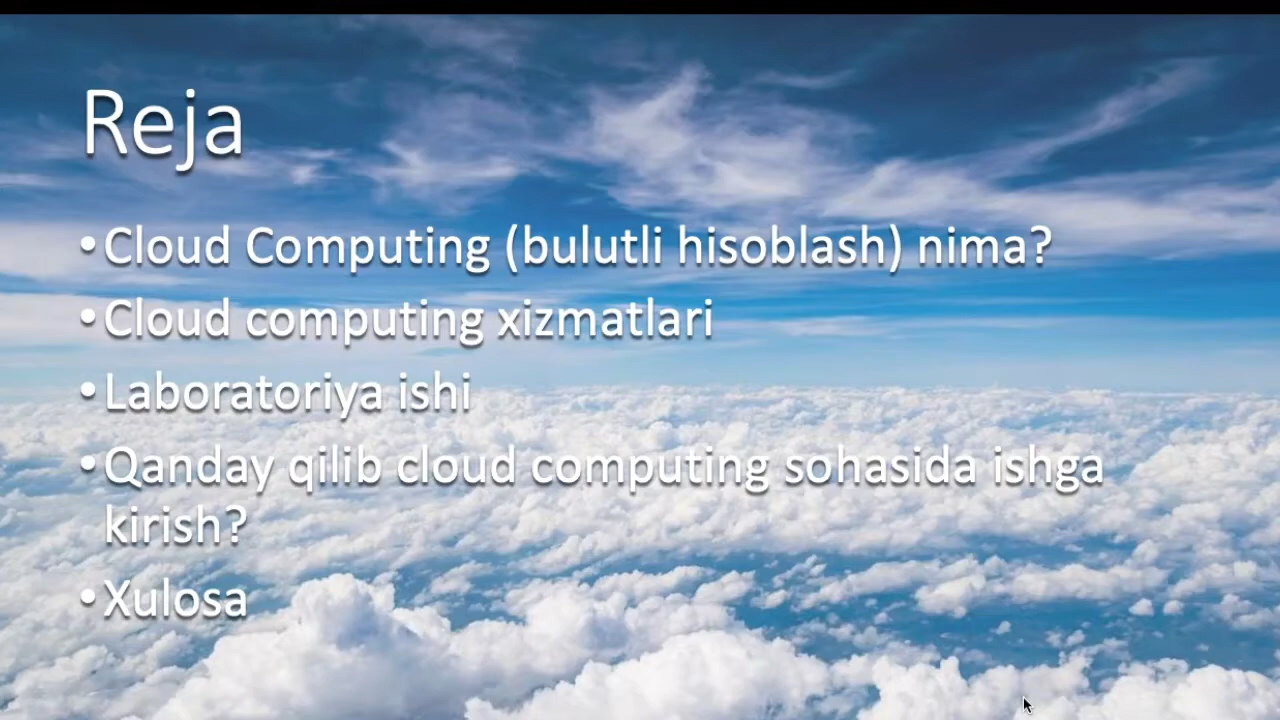 Reja
•Cloud Computing (bulutli hisoblash) nima?
•Cloud computing xizmatlari
•Laboratoriya ishi
•Qanday qilib cloud computing sohasida ishga
kirish?
•Xulosa